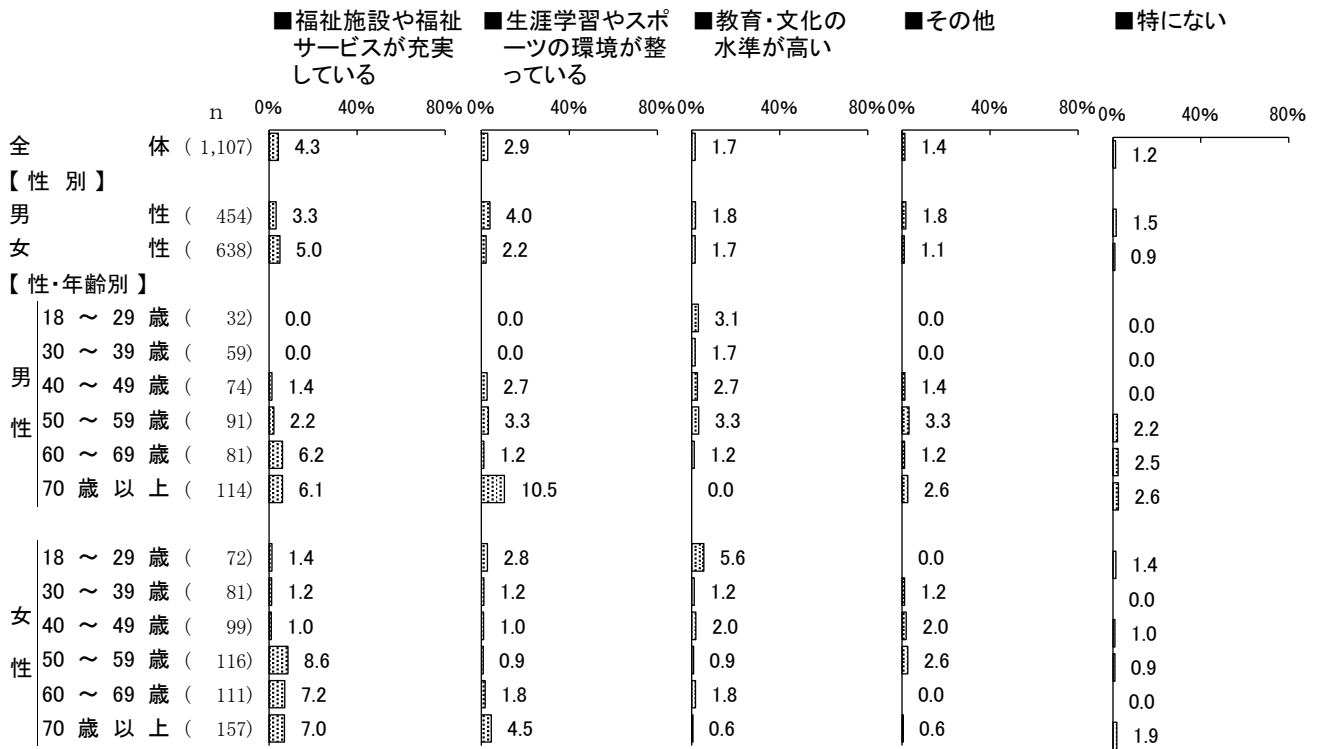 ■福祉施設や福祉サービスが充実している ■生涯学習やスポーツの環境が整っている ■教育・文化の水準が高い ■その他 ■特にない
n 0% 40% 80% 0% 40% 80% 0% 40% 80% 0% 40% 80% 0% 40% 80%
全体 (1,107) 4.3 2.9 1.7 1.4 1.2
【性別】
男性 (454) 3.3 4.0 1.8 1.8 1.5
女性 (638) 5.0 2.2 1.7 1.1 0.9
【性・年齢別】
男性
18 ～ 29 歳 (32) 0.0 0.0 3.1 0.0 0.0
30 ～ 39 歳 (59) 0.0 0.0 1.7 0.0 0.0
40 ～ 49 歳 (74) 1.4 2.7 2.7 1.4 0.0
50 ～ 59 歳 (91) 2.2 3.3 3.3 3.3 2.2
60 ～ 69 歳 (81) 6.2 1.2 1.2 1.2 2.5
70 歳以上 (114) 6.1 10.5 0.0 2.6 2.6
女性
18 ～ 29 歳 (72) 1.4 2.8 5.6 0.0 1.4
30 ～ 39 歳 (81) 1.2 1.2 1.2 1.2 0.0
40 ～ 49 歳 (99) 1.0 1.0 2.0 2.0 1.0
50 ～ 59 歳 (116) 8.6 0.9 0.9 2.6 0.9
60 ～ 69 歳 (111) 7.2 1.8 1.8 0.0 0.0
70 歳以上 (157) 7.0 4.5 0.6 0.6 1.9